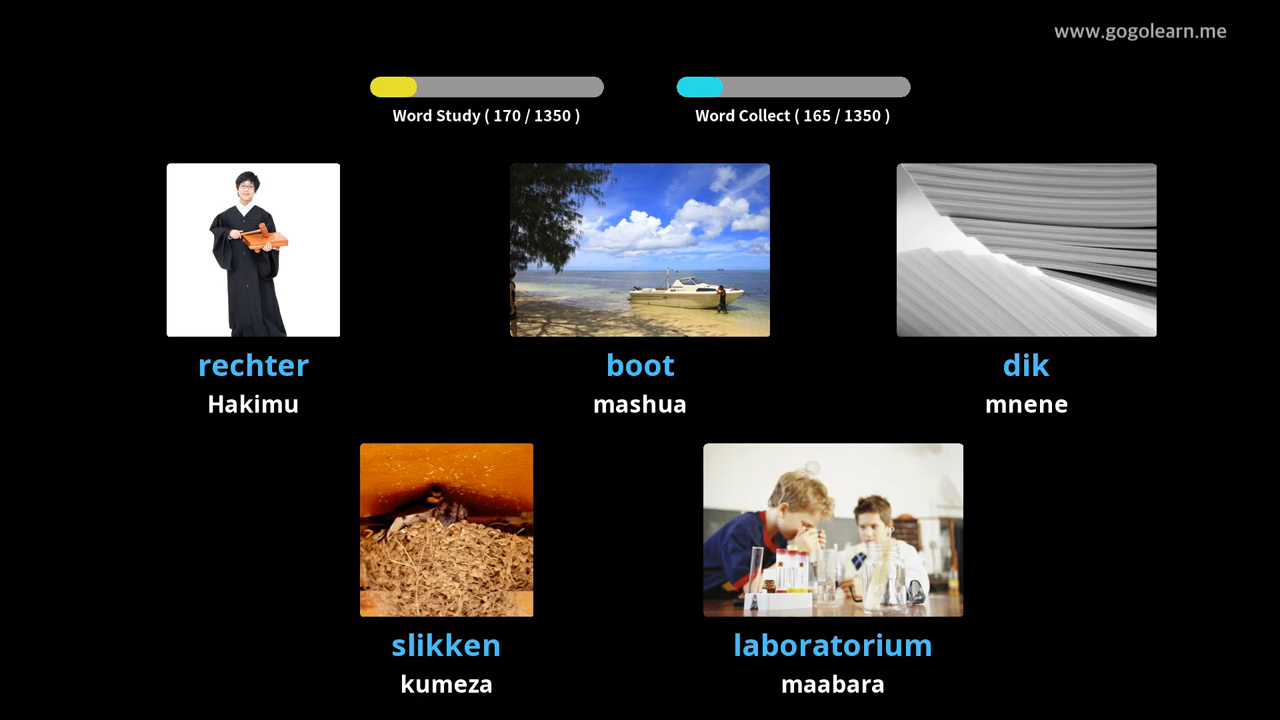 www.gogolearn.me
Word Study ( 170 / 1350 )
Word Collect ( 165 / 1350 )
rechter
Hakimu
boot
mashua
dik
mnene
slikken
kumeza
laboratorium
maabara